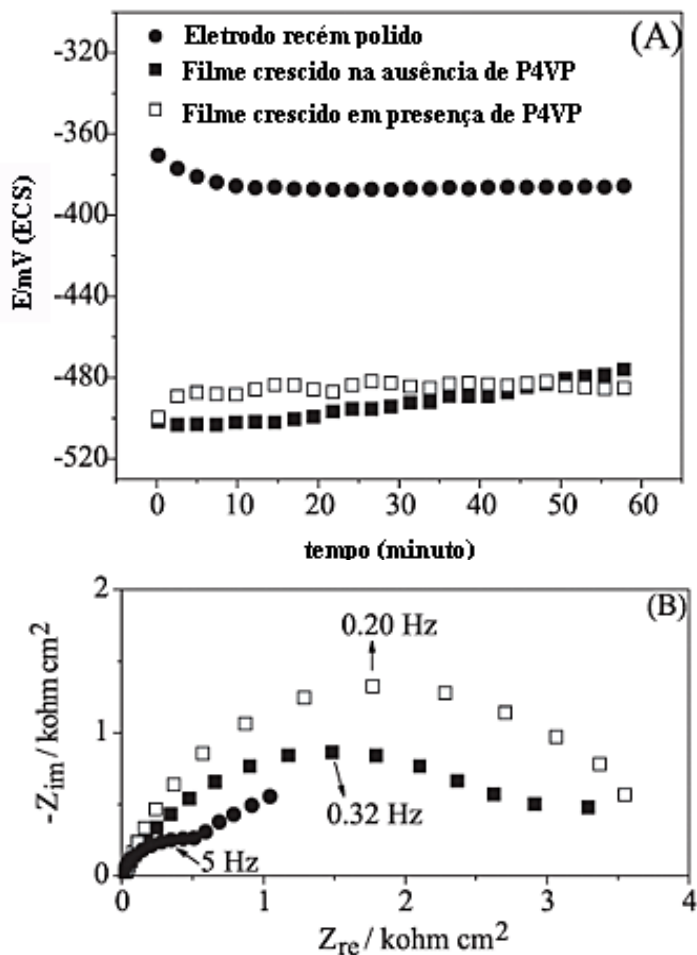 (A)
Eletrodo recém polido
Filme crescido na ausência de P4VP
Filme crescido em presença de P4VP
E/mV (ECS)
-320
-360
-400
-440
-480
-520
0 10 20 30 40 50 60
tempo (minuto)
(B)
-Zim / kohm cm2
2
1
0
0.20 Hz
0.32 Hz
5 Hz
0 1 2 3 4
Zre / kohm cm2